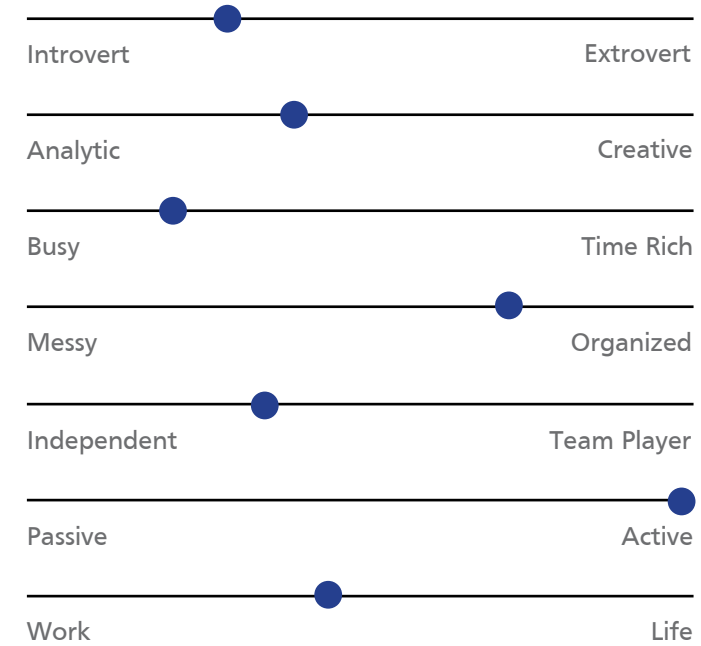 Introvert Extrovert
Analytic Creative
Busy Time Rich
Messy Organized
Independent Team Player
Passive Active
Work Life